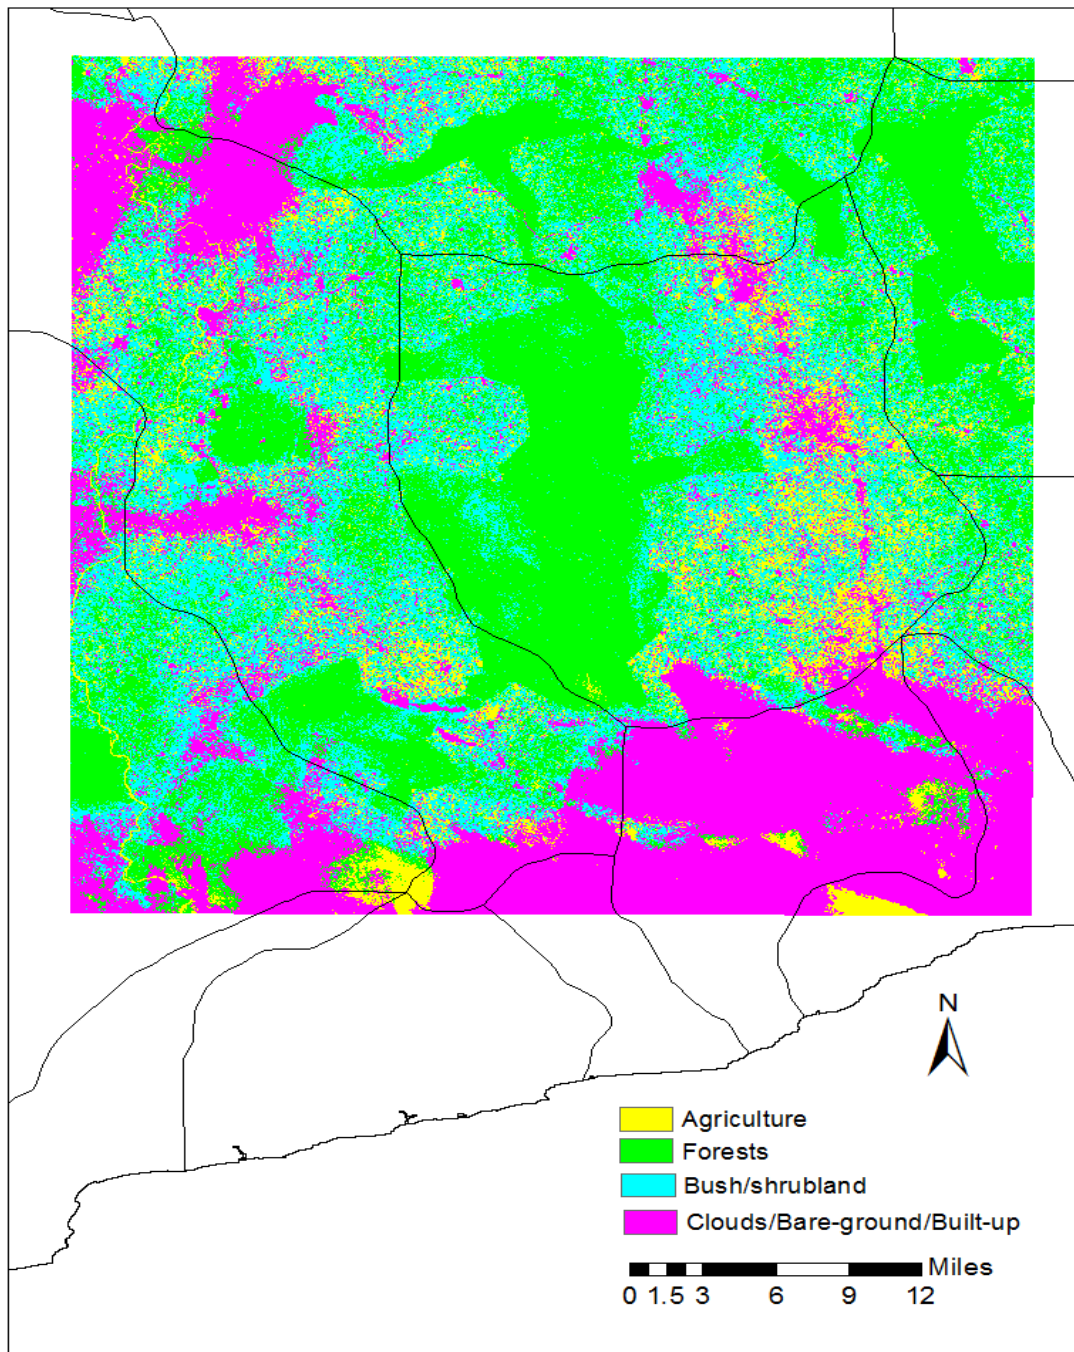 N
Agriculture
Forests
Bush/shrubland
Clouds/Bare-ground/Built-up
Miles
0 1.5 3 6 9 12